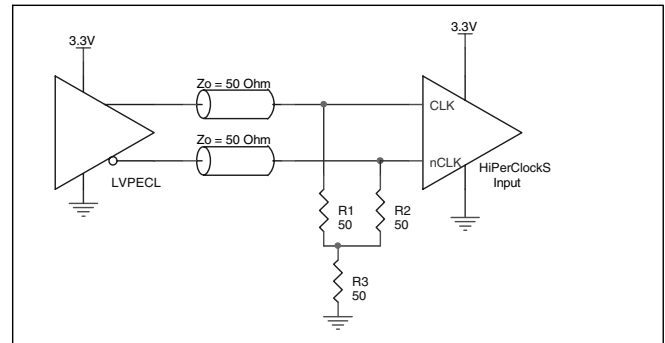 3.3V
3.3V
Zo = 50 Ohm
CLK
Zo = 50 Ohm
nCLK
HiPerClockS
Input
LVPECL
R1
50
R2
50
R3
50